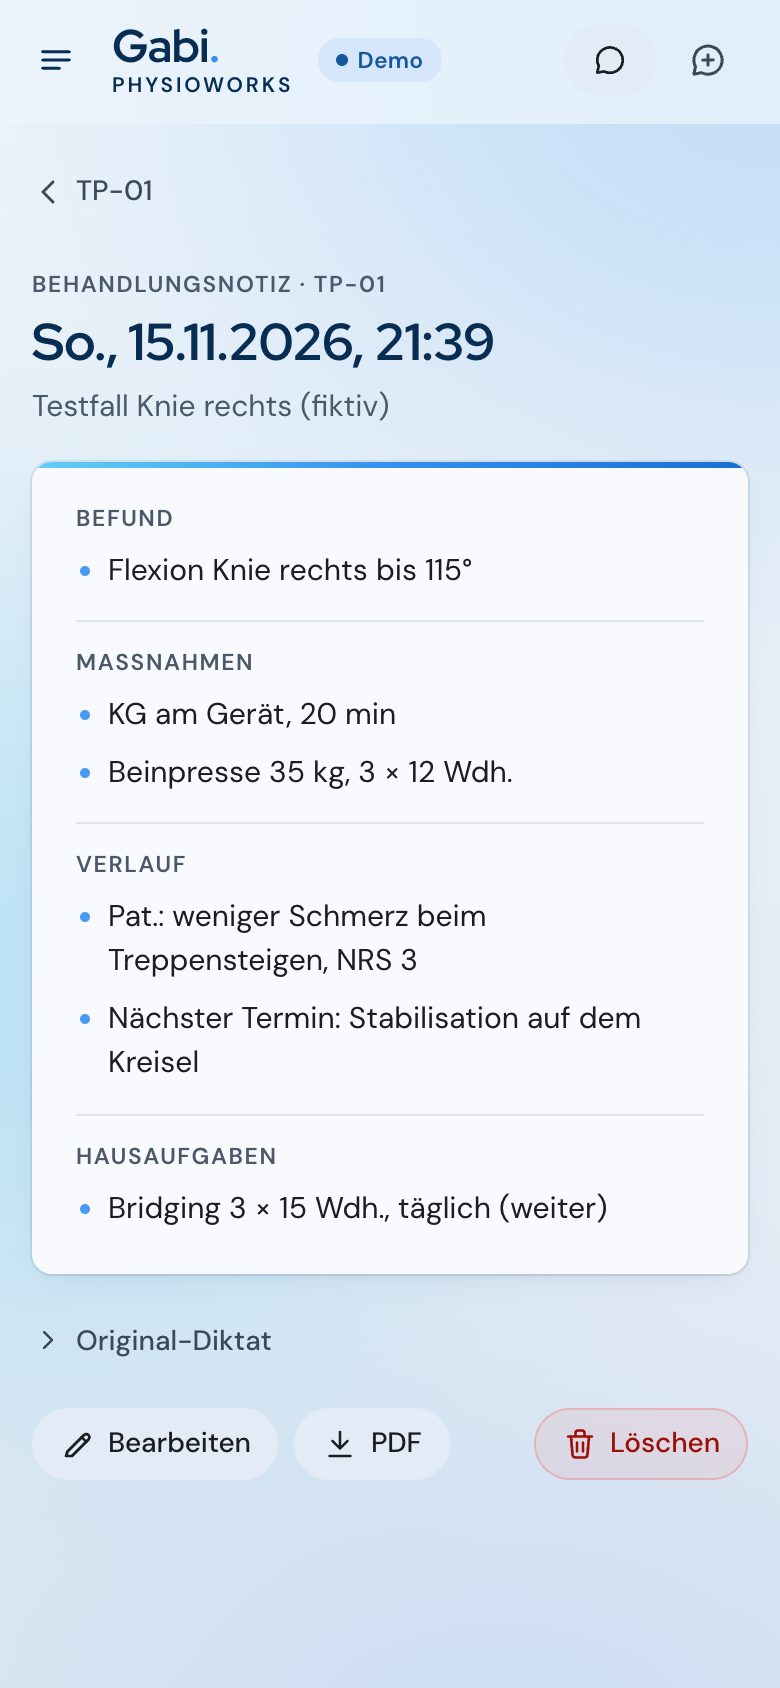 Gabi.
PHYSIOWORKS
Demo
TP-01
BEHANDLUNGSNOTIZ · TP-01
So., 15.11.2026, 21:39
Testfall Knie rechts (fiktiv)
BEFUND
Flexion Knie rechts bis 115°
MASSNAHMEN
KG am Gerät, 20 min
Beinpresse 35 kg, 3 × 12 Wdh.
VERLAUF
Pat.: weniger Schmerz beim
Treppensteigen, NRS 3
Nächster Termin: Stabilisation auf dem
Kreisel
HAUSAUFGABEN
Bridging 3 × 15 Wdh., täglich (weiter)
Original-Diktat
Bearbeiten
PDF
Löschen